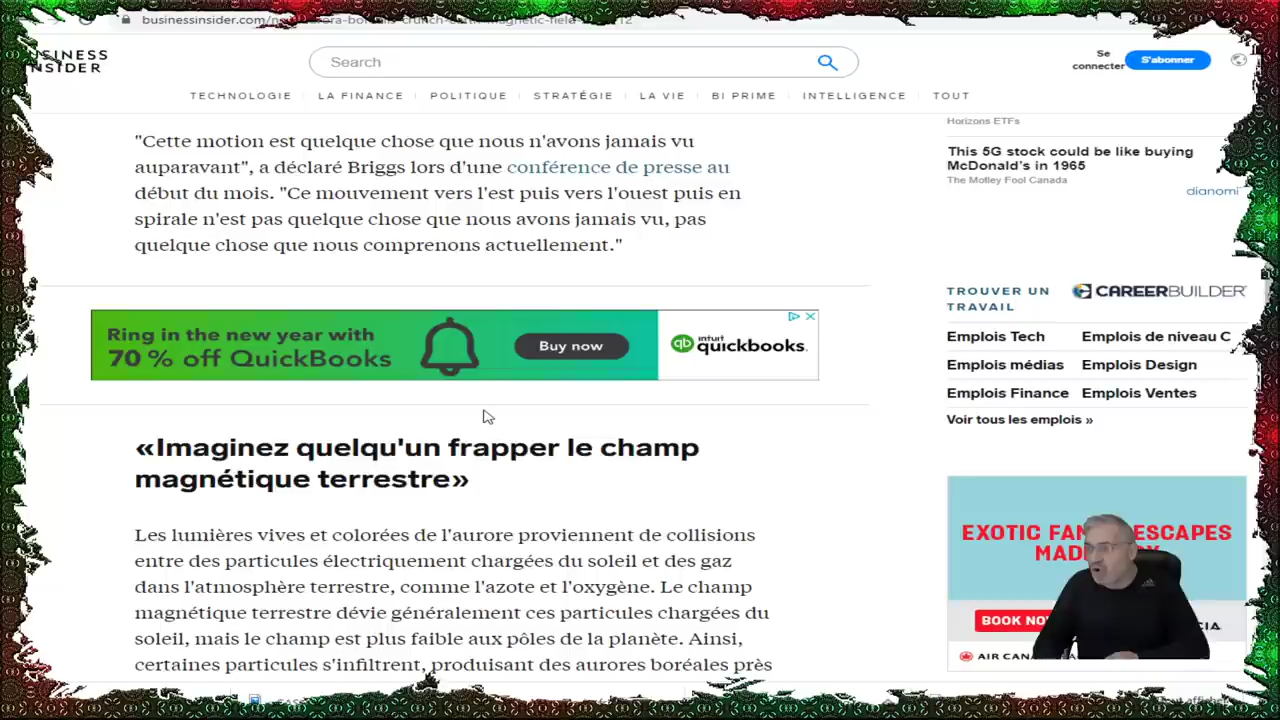 businessinsider.com/
Search
Se
connecter
S'abonner
TECHNOLOGIE
LA FINANCE
POLITIQUE
STRATÉGIE
LA VIE
BI PRIME
INTELLIGENCE
TOUT
"Cette motion est quelque chose que nous n'avons jamais vu
auparavant", a déclaré Briggs lors d'une conférence de presse au
début du mois. "Ce mouvement vers l'est puis vers l'ouest puis en
spirale n'est pas quelque chose que nous avons jamais vu, pas
quelque chose que nous comprenons actuellement."
Ring in the new year with
70 % off QuickBooks
Buy now
qb
intuit
quickbooks.
«Imaginez quelqu'un frapper le champ
magnétique terrestre»
Les lumières vives et colorées de l'aurore proviennent de collisions
entre des particules électriquement chargées du soleil et des gaz
dans l'atmosphère terrestre, comme l'azote et l'oxygène. Le champ
magnétique terrestre dévie généralement ces particules chargées du
soleil, mais le champ est plus faible aux pôles de la planète. Ainsi,
certaines particules s'infiltrent, produisant des aurores boréales près
Horizons ETFs
This 5G stock could be like buying
McDonald's in 1965
The Motley Fool Canada
dianomi
TROUVER UN
TRAVAIL
CAREERBUILDER
Emplois Tech
Emplois de niveau C
Emplois médias
Emplois Design
Emplois Finance
Emplois Ventes
Voir tous les emplois »
EXOTIC ESCAPES
BOOK
AIR